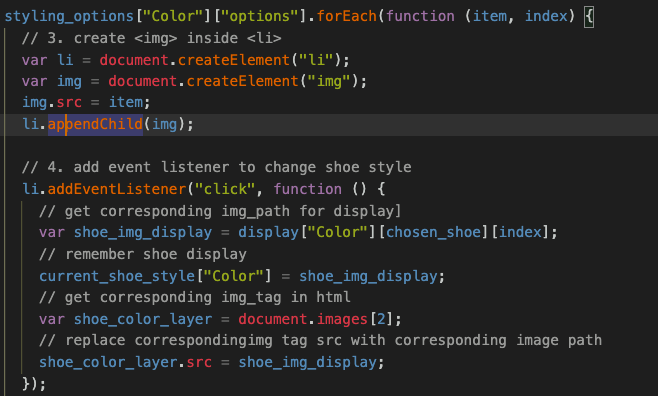 styling_options["Color"]["options"].forEach(function (item, index) {
// 3. create <img> inside <li>
var li = document.createElement("li");
var img = document.createElement("img");
img.src = item;
li.appendChild(img);
// 4. add event listener to change shoe style
li.addEventListener("click", function () {
// get corresponding img_path for display]
var shoe_img_display = display["Color"][chosen_shoe][index];
// remember shoe display
current_shoe_style["Color"] = shoe_img_display;
// get corresponding img_tag in html
var shoe_color_layer = document.images[2];
// replace correspondingimg tag src with corresponding image path
shoe_color_layer.src = shoe_img_display;
});